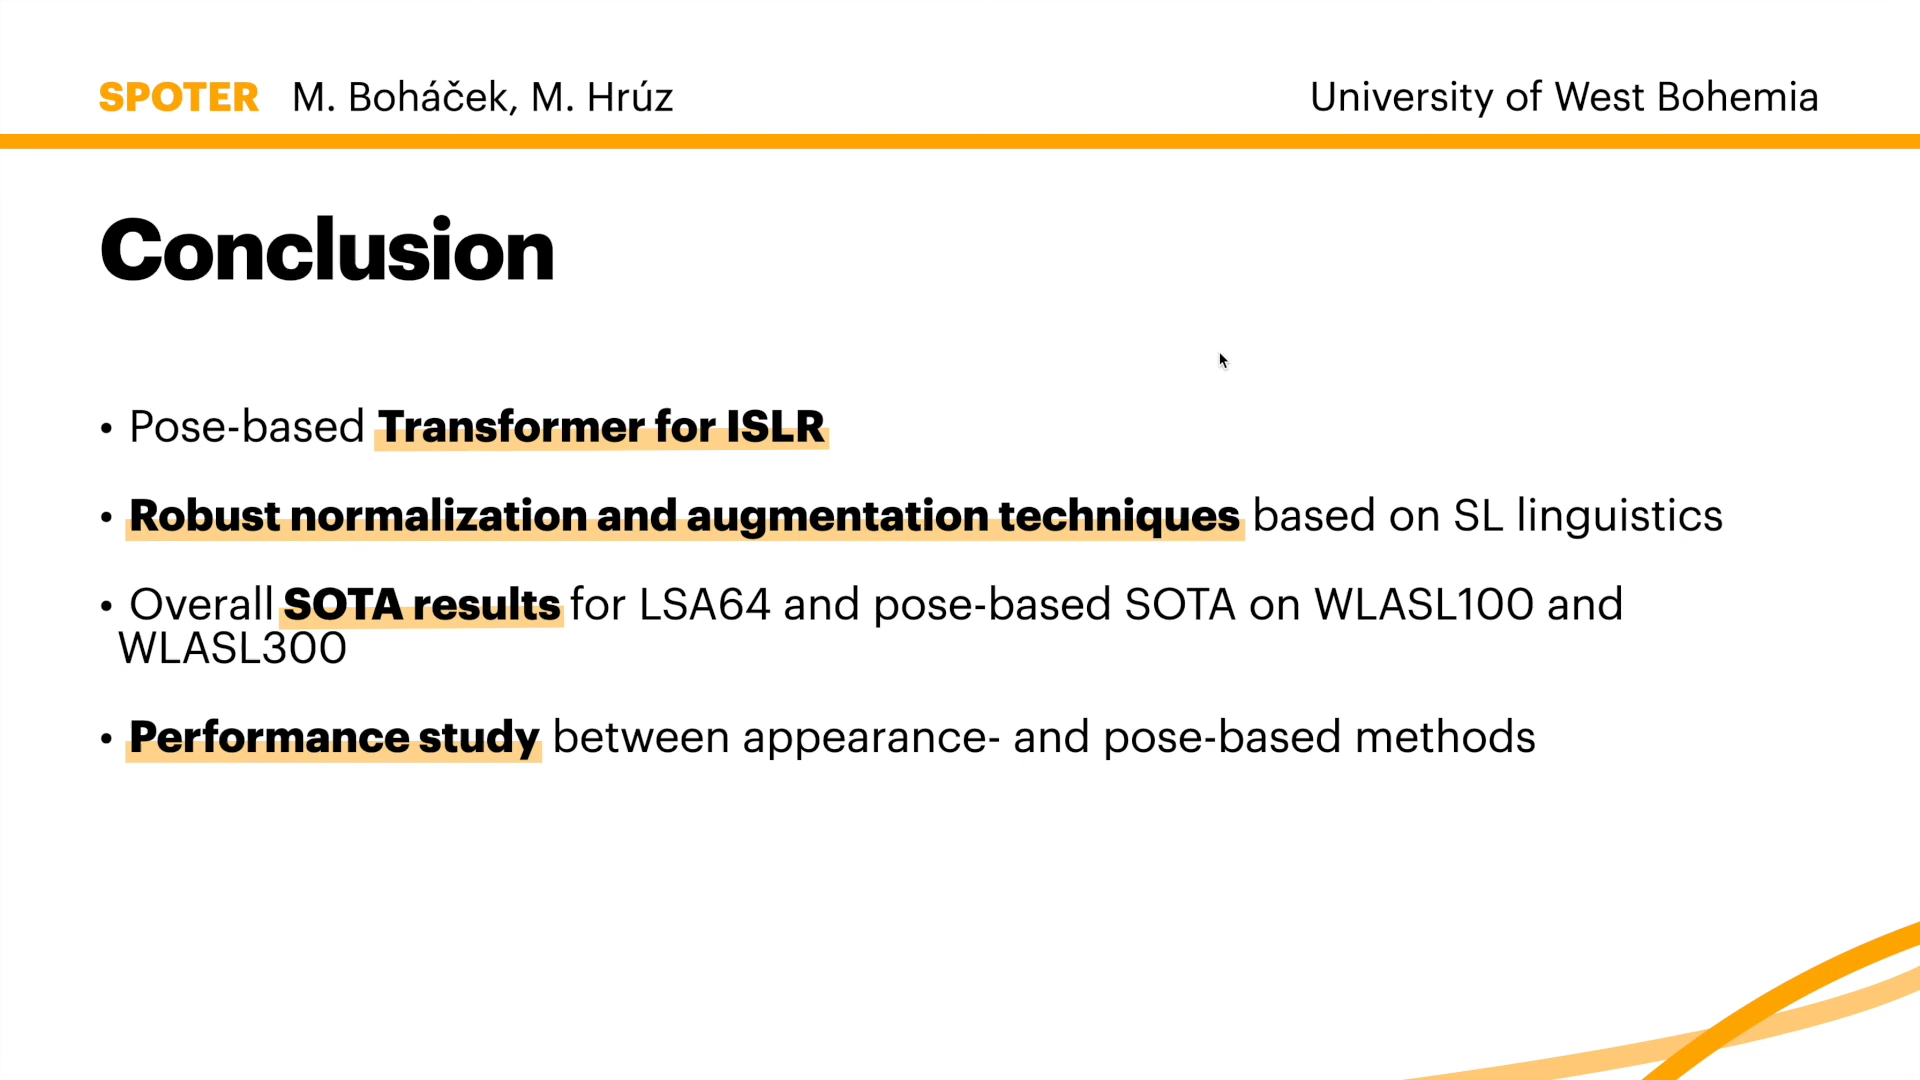 SPOTER M. Boháček, M. Hrúz University of West Bohemia
Conclusion
• Pose-based Transformer for ISLR
• Robust normalization and augmentation techniques based on SL linguistics
• Overall SOTA results for LSA64 and pose-based SOTA on WLASL100 and
WLASL300
• Performance study between appearance- and pose-based methods